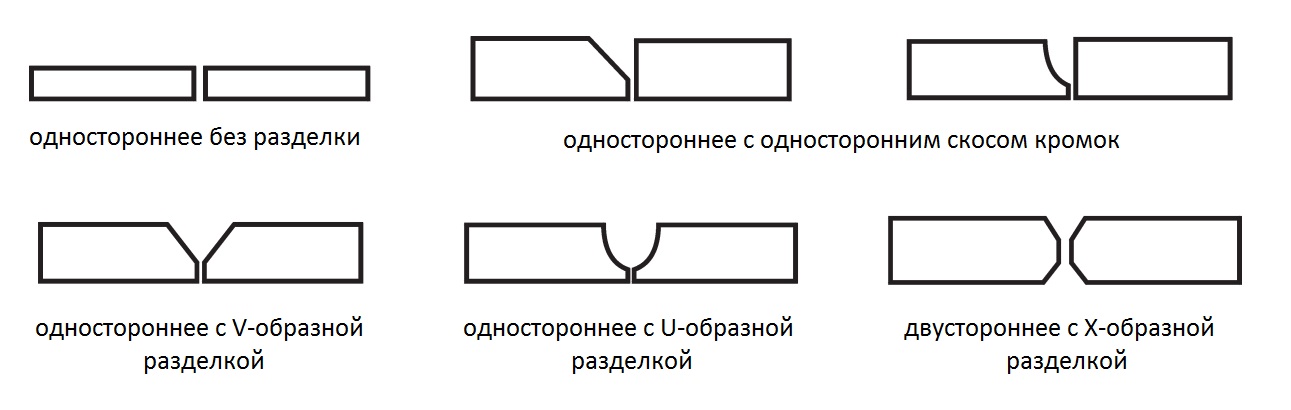 одностороннее без разделки
одностороннее с односторонним скосом кромок
одностороннее с V-образной
разделкой
одностороннее с U-образной
разделкой
двустороннее с X-образной
разделкой